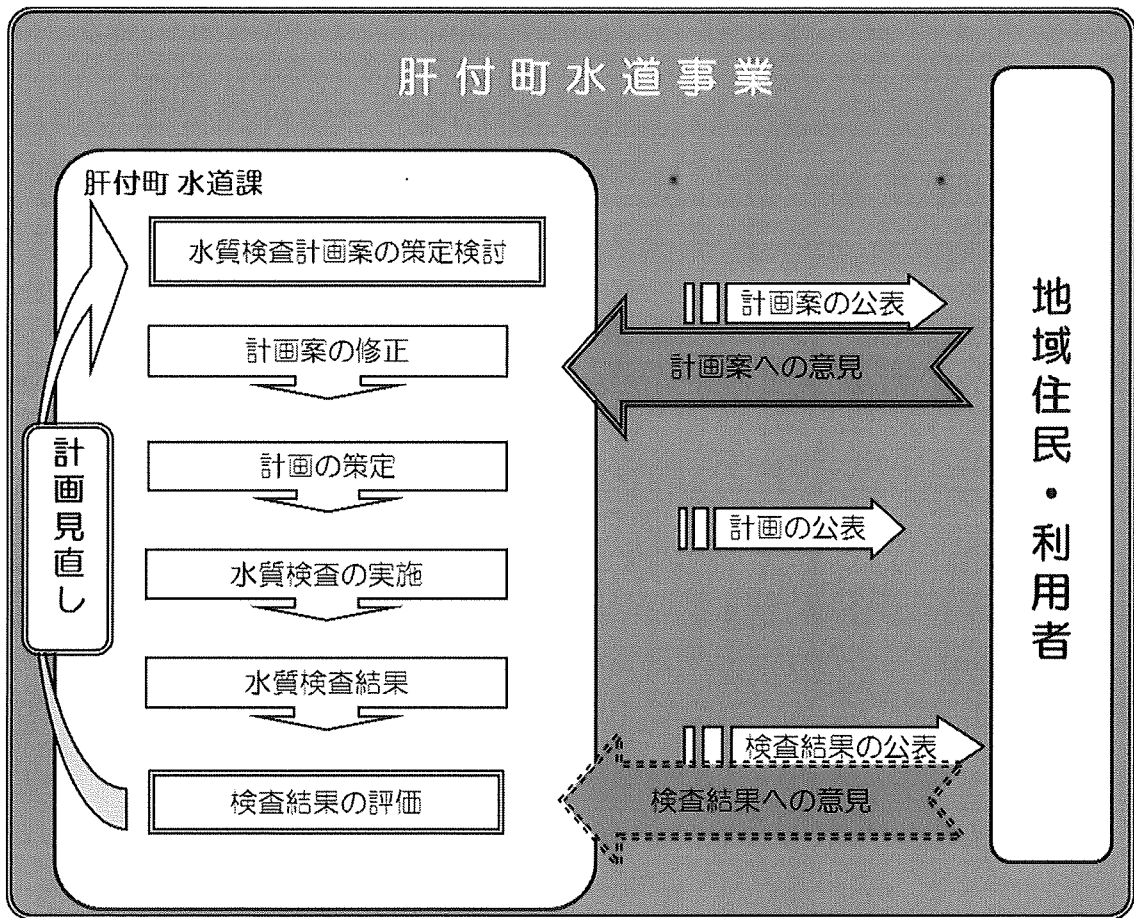 肝付町水道事業
肝付町 水道課
水質検査計画案の策定検討
計画案の修正
計画の策定
水質検査の実施
水質検査結果
検査結果の評価
計画見直し
計画案の公表
計画案への意見
計画の公表
検査結果の公表
検査結果への意見
地域住民・利用者